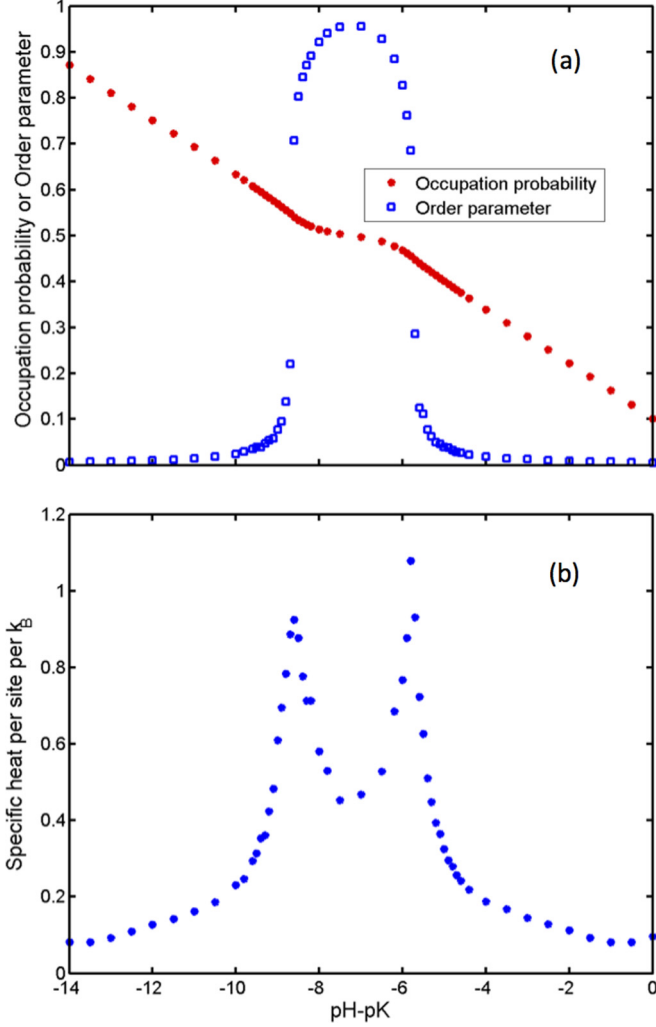 1
0.9
(a)
0.8
0.7
0.6
Occupation probability
Order parameter
0.5
0.4
0.3
0.2
0.1
0
Occupation probability or Order parameter
1.2
(b)
1
0.8
0.6
0.4
0.2
0
Specific heat per site per k_B
-14 -12 -10 -8 -6 -4 -2 0
pH-pK